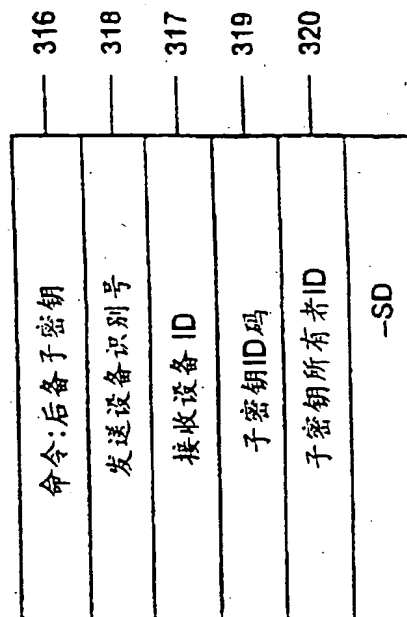 命令:后备子密钥 316
发送设备识别号 318
接收设备 ID 317
子密钥ID码 319
子密钥所有者ID 320
-SD